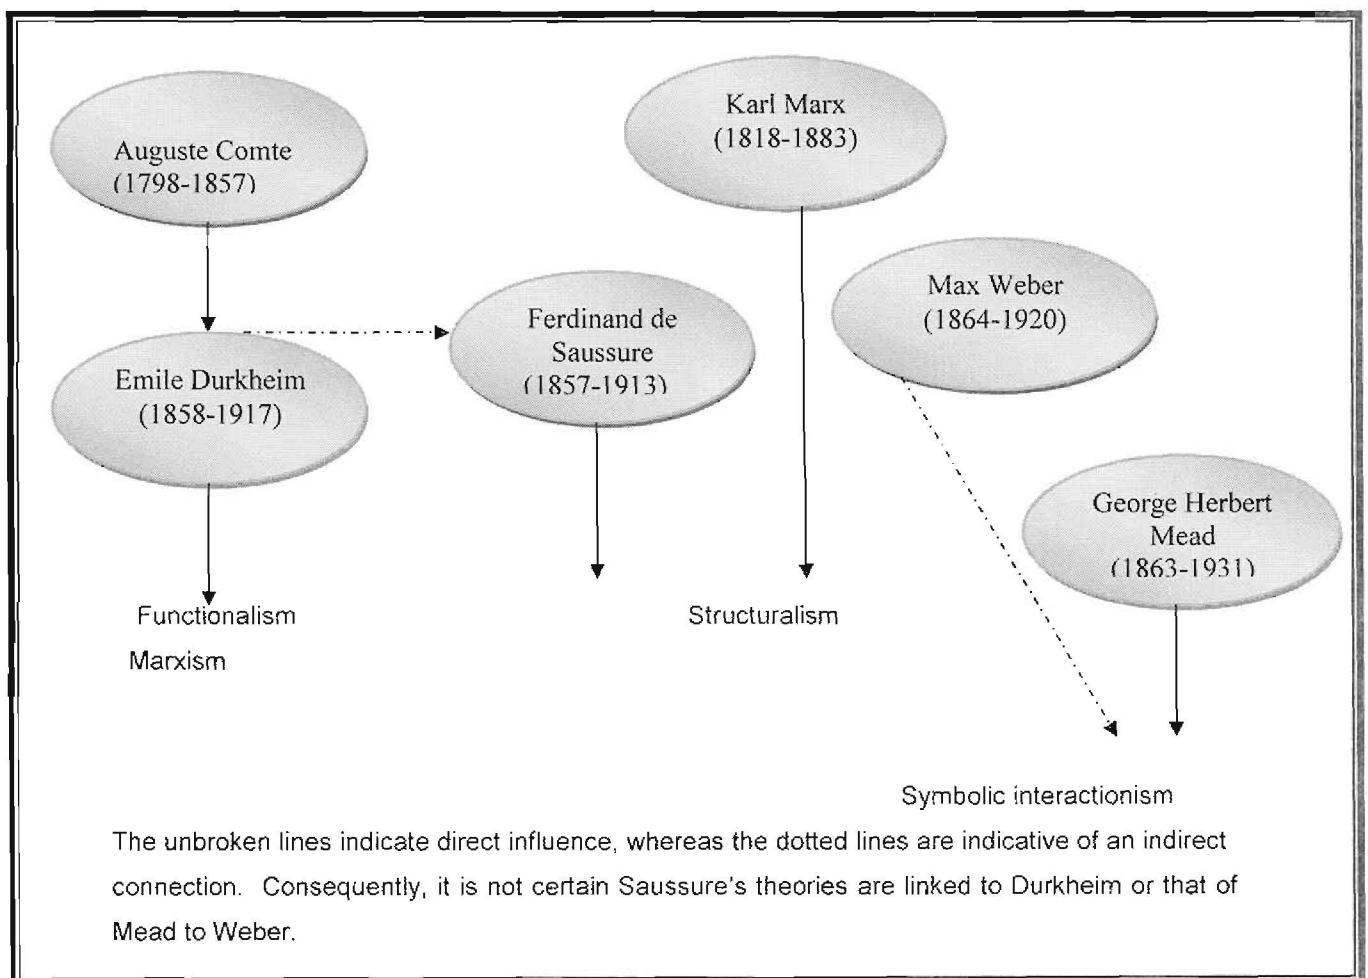 Auguste Comte
(1798-1857)
Karl Marx
(1818-1883)
Max Weber
(1864-1920)
Ferdinand de
Saussure
(1857-1913)
Emile Durkheim
(1858-1917)
George Herbert
Mead
(1863-1931)
Functionalism
Structuralism
Marxism
Symbolic interactionism
The unbroken lines indicate direct influence, whereas the dotted lines are indicative of an indirect
connection. Consequently, it is not certain Saussure's theories are linked to Durkheim or that of
Mead to Weber.